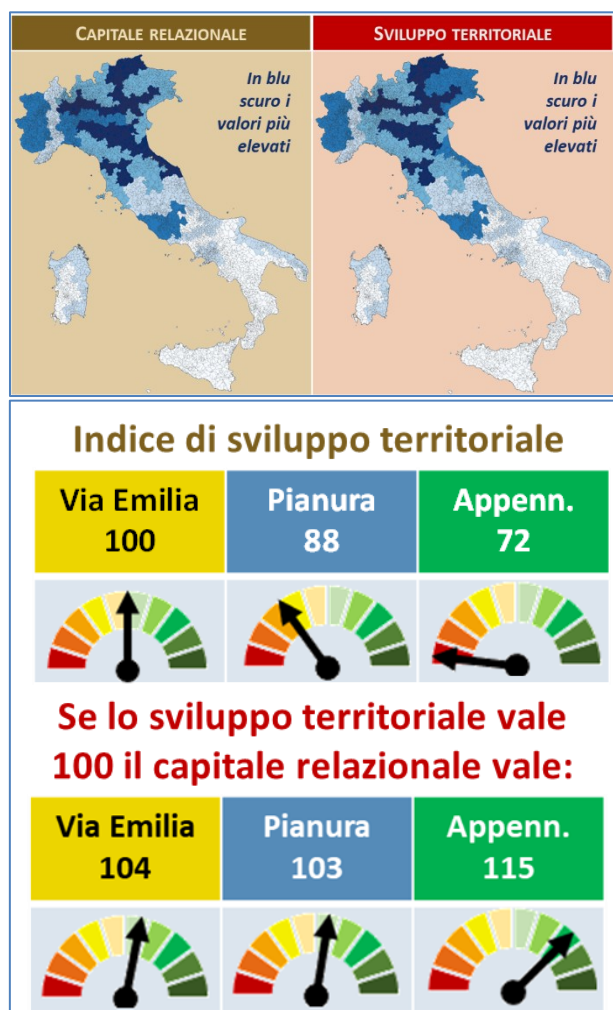 CAPITALE RELAZIONALE
SVILUPPO TERRITORIALE
In blu
scuro i
valori più
elevati
In blu
scuro i
valori più
elevati
Indice di sviluppo territoriale
Via Emilia
100
Pianura
88
Appenn.
72
Se lo sviluppo territoriale vale
100 il capitale relazionale vale:
Via Emilia
104
Pianura
103
Appenn.
115